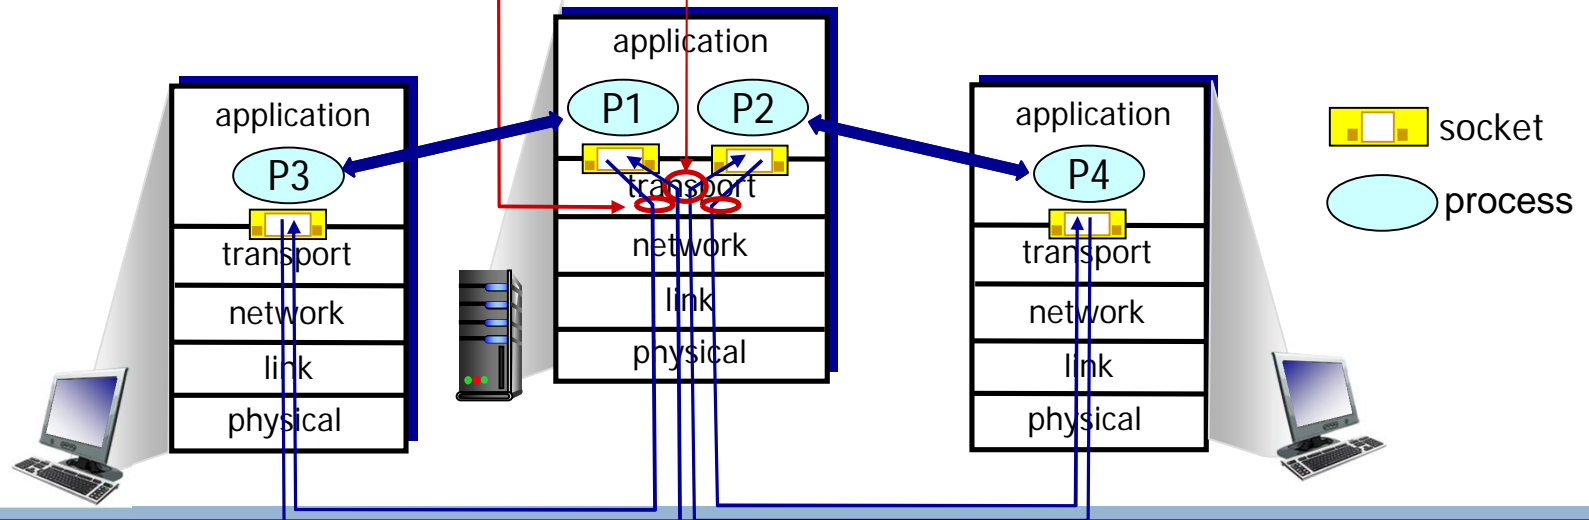 application
P3
transport
network
link
physical
application
P1
P2
transport
network
link
physical
application
P4
transport
network
link
physical
socket
process